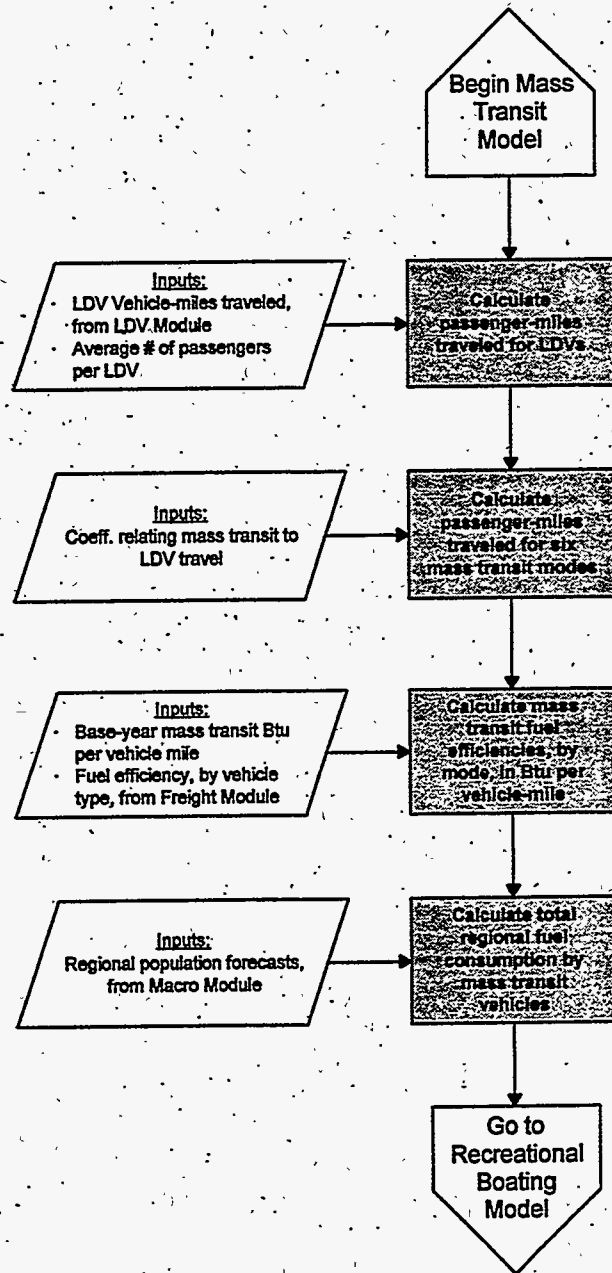 Begin Mass
Transit
Model
Inputs:
· LDV Vehicle-miles traveled,
from LDV Module
· Average # of passengers
per LDV
Calculate
passenger-miles
traveled for LDVs
Inputs:
Coeff. relating mass transit to
LDV travel
Calculate
passenger-miles
traveled for six
mass transit modes
Inputs:
· Base-year mass transit Btu
per vehicle mile
· Fuel efficiency, by vehicle
type, from Freight Module
Calculate mass
transit fuel
efficiencies, by
mode, in Btu per
vehicle-mile
Inputs:
Regional population forecasts,
from Macro Module
Calculate total
regional fuel
consumption by
mass transit
vehicles
Go to
Recreational
Boating
Model